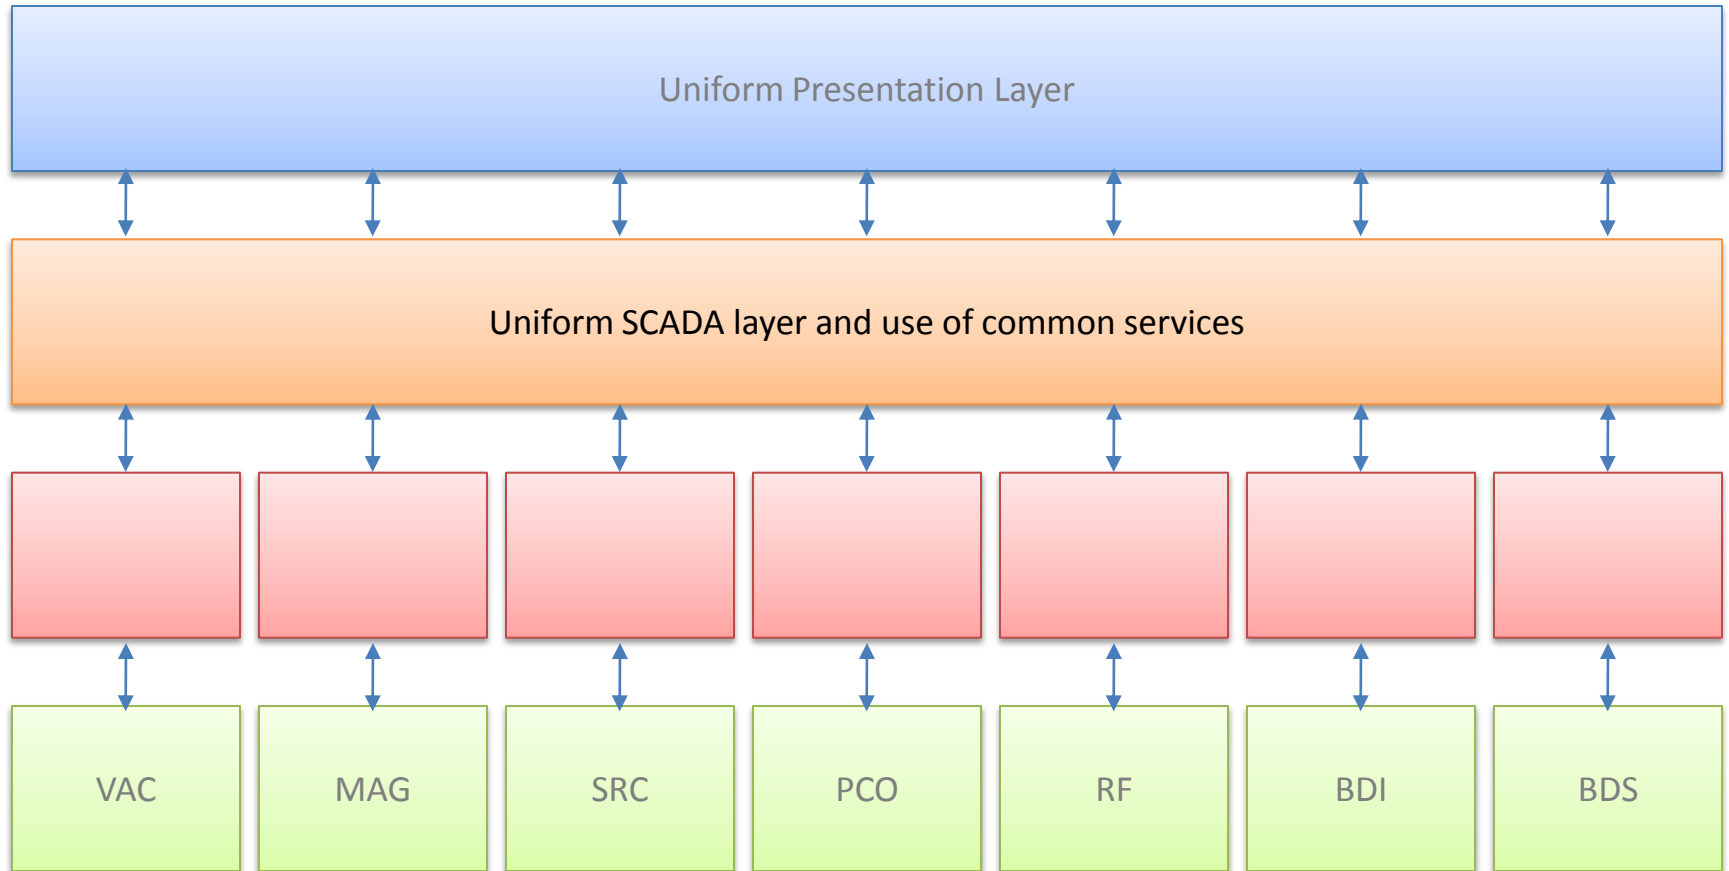 Uniform Presentation Layer
Uniform SCADA layer and use of common services
VAC
MAG
SRC
PCO
RF
BDI
BDS